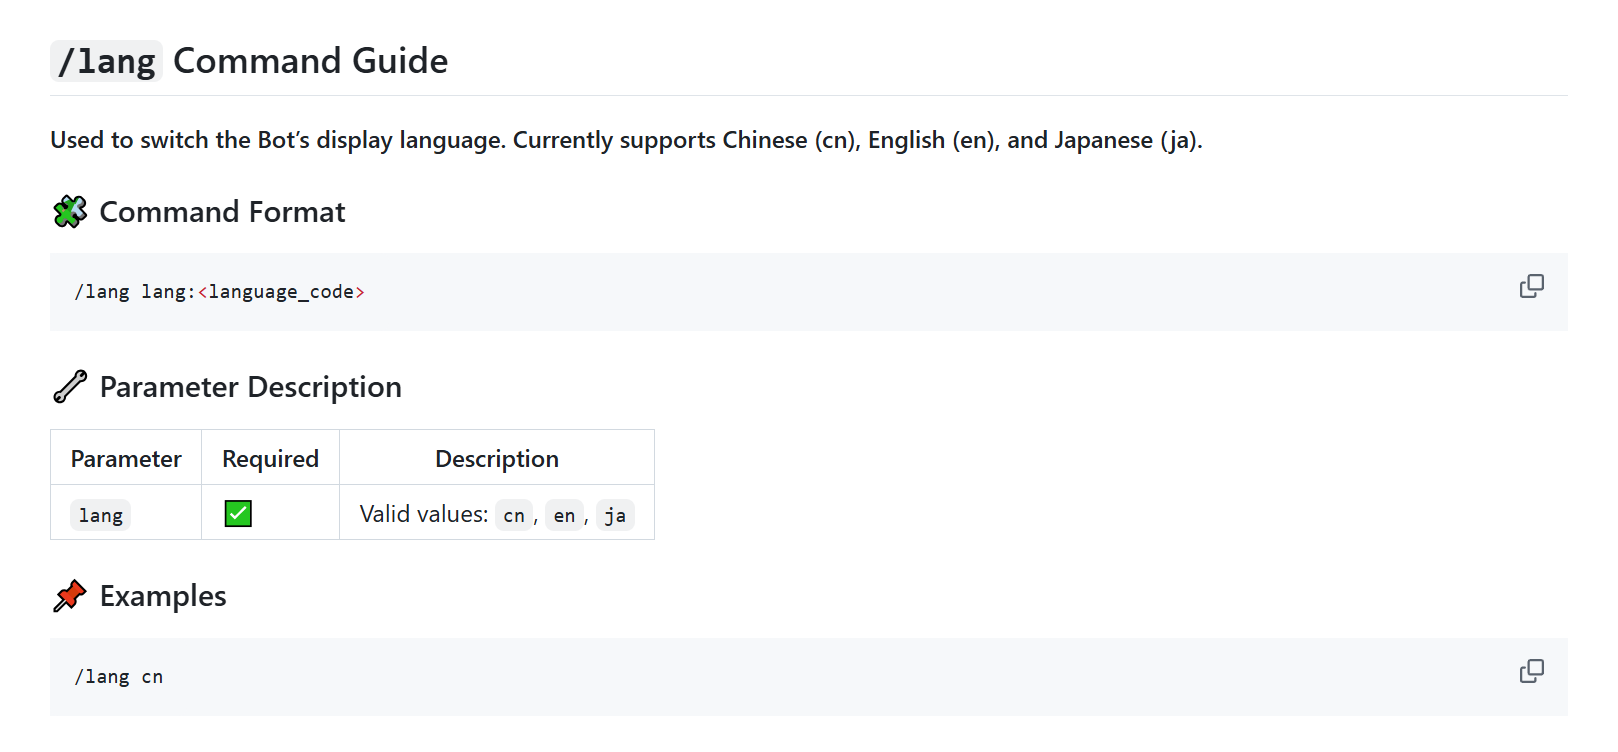 /lang Command Guide
Used to switch the Bot’s display language. Currently supports Chinese (cn), English (en), and Japanese (ja).
Command Format
/lang lang:<language_code>
Parameter Description
Parameter Required Description
lang ✅ Valid values: cn, en, ja
Examples
/lang cn